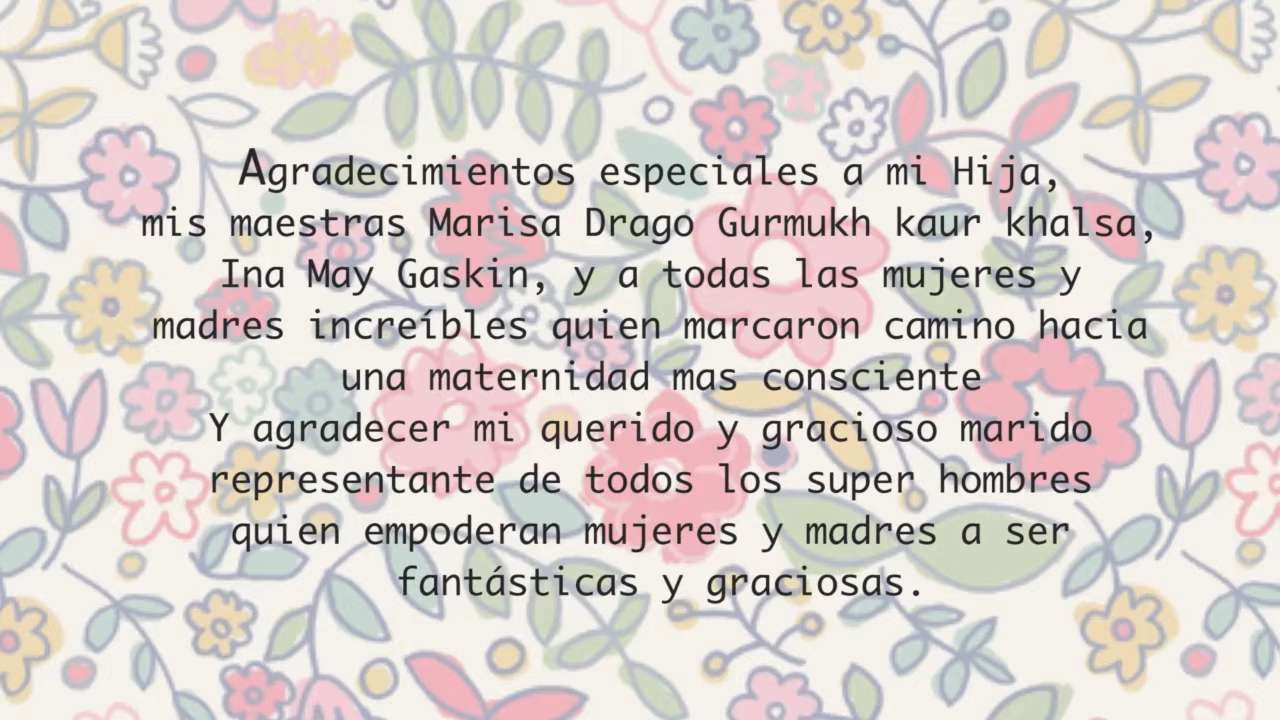 Agradecimientos especiales a mi Hija,
mis maestras Marisa Drago Gurmukh kaur khalsa,
Ina May Gaskin, y a todas las mujeres y
madres increíbles quien marcaron camino hacia
una maternidad mas consciente
Y agradecer mi querido y gracioso marido
representante de todos los super hombres
quien empoderan mujeres y madres a ser
fantásticas y graciosas.